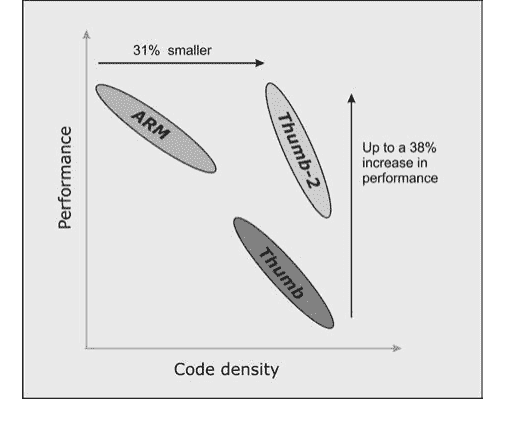 31% smaller
ARM
Thumb-2
Up to a 38%
increase in
performance
Performance
Thumb
Code density